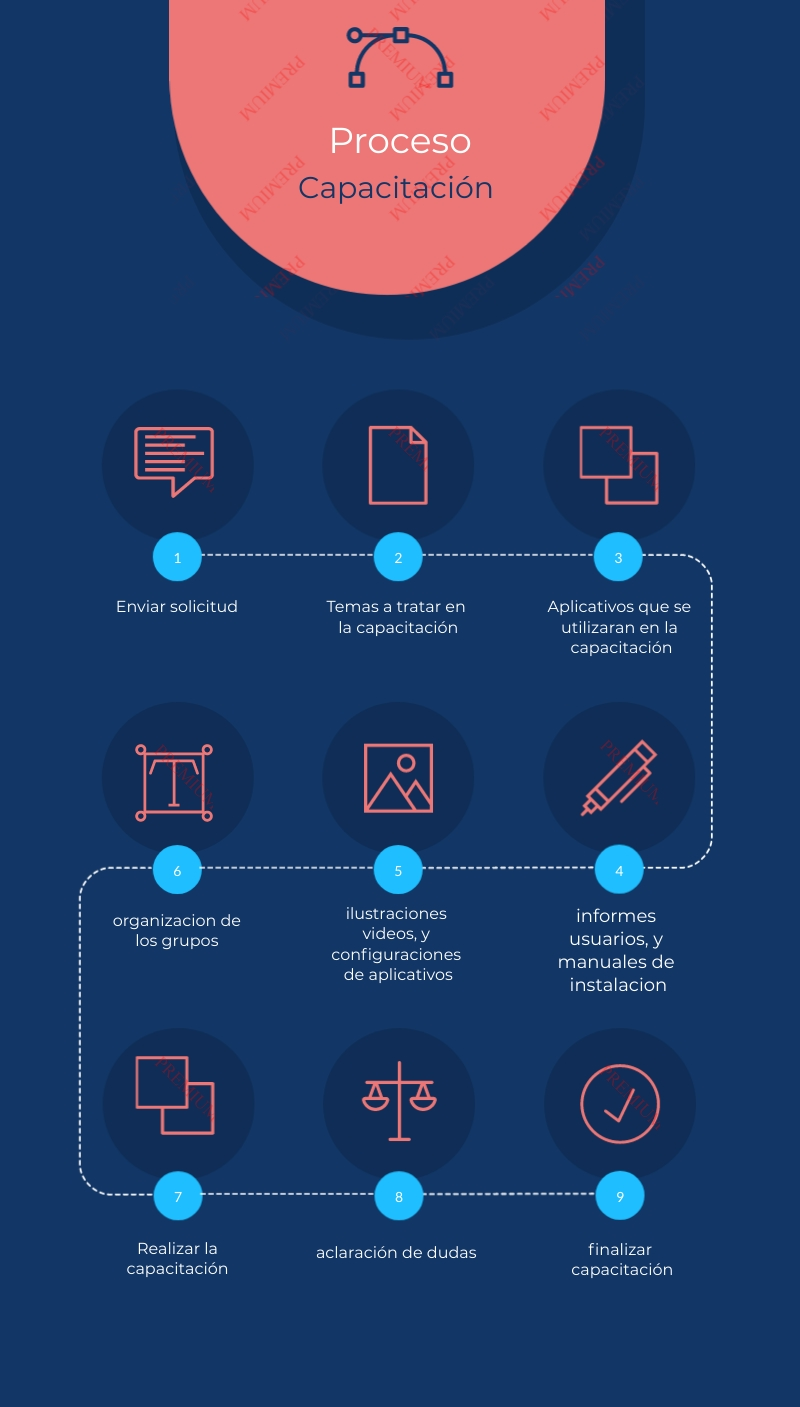 Proceso
Capacitación
1
2
3
Enviar solicitud
Temas a tratar en
la capacitación
Aplicativos que se
utilizaran en la
capacitación
4
informes
usuarios, y
manuales de
instalacion
5
ilustraciones
videos, y
configuraciones
de aplicativos
6
organizacion de
los grupos
7
Realizar la
capacitación
8
aclaración de dudas
9
finalizar
capacitación
PREMIUM